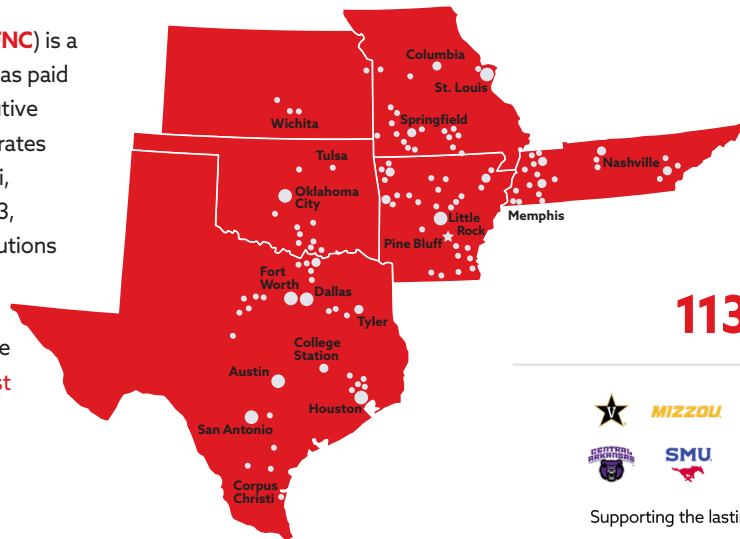 NC) is a
as paid
rates
3,
utions
e
st
Columbia
St. Louis
Springfield
Wichita
Tulsa
Oklahoma
City
Nashville
Memphis
Little
Rock
Pine Bluff
Fort
Worth
Dallas
Tyler
College
Station
Austin
Houston
San Antonio
Corpus
Christi
113
V
MIZZOU
CENTRAL
ARKANSAS
SMU
Supporting the lasti